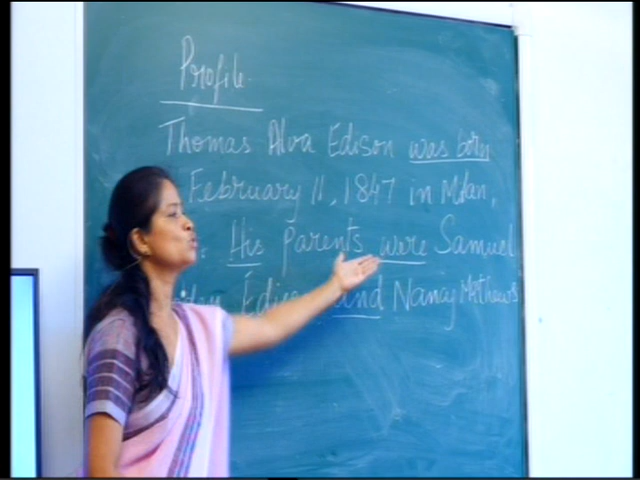 Profile
Thomas Alva Edison was born
February 11, 1847 in Milan,
. His parents were Samuel
Edison and Nancy Mathews